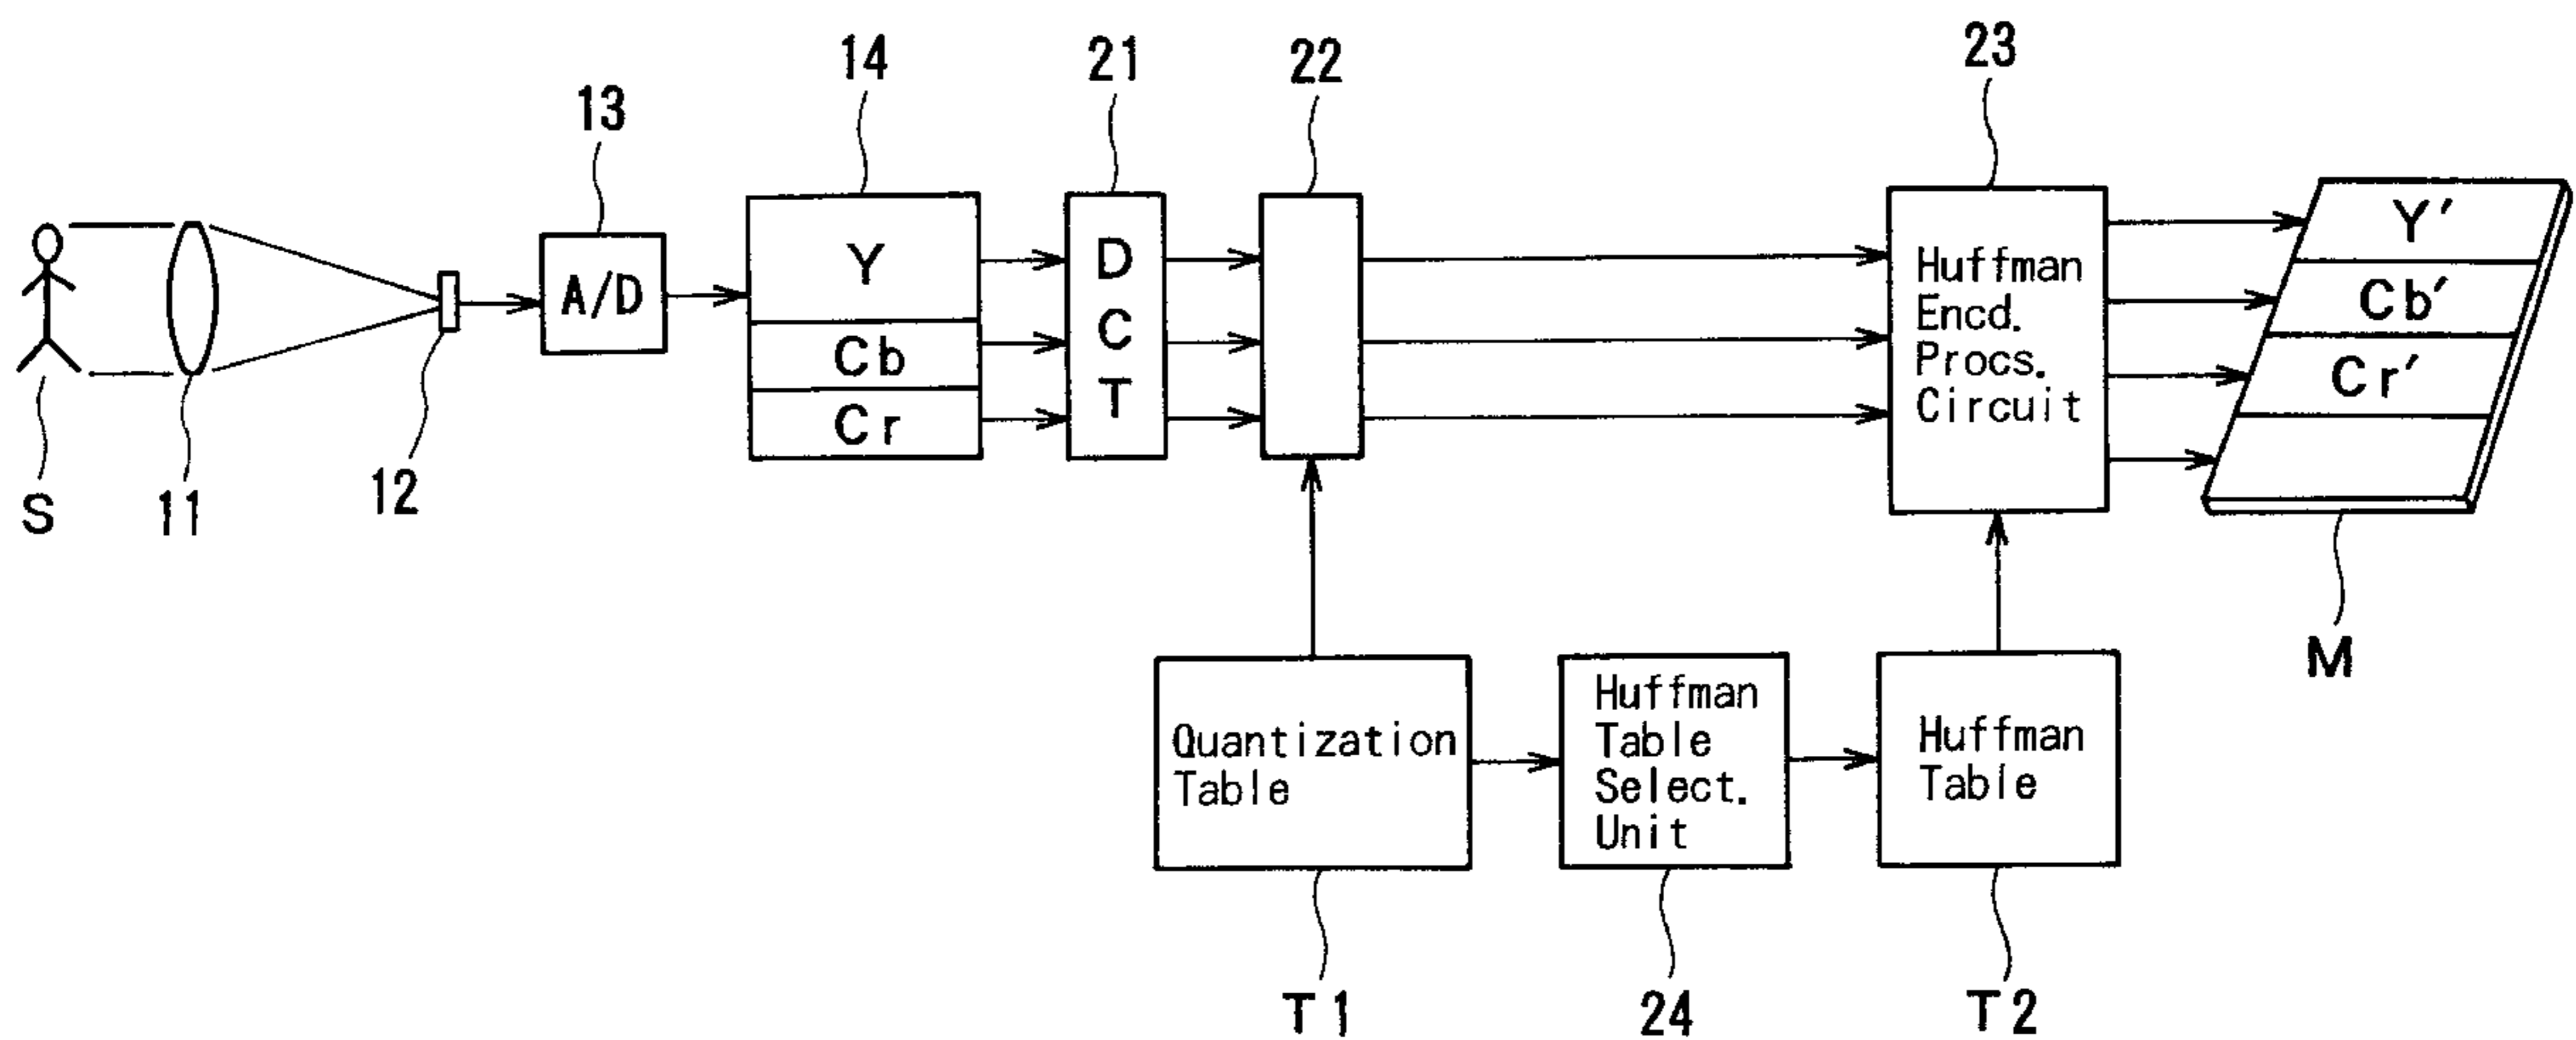 14
21
22
23
13
A/D
Y
Cb
Cr
D
C
T
Huffman
Encd.
Procs.
Circuit
Y′
Cb′
Cr′
S
11
12
M
Quantization
Table
Huffman
Table
Select.
Unit
Huffman
Table
T1
24
T2